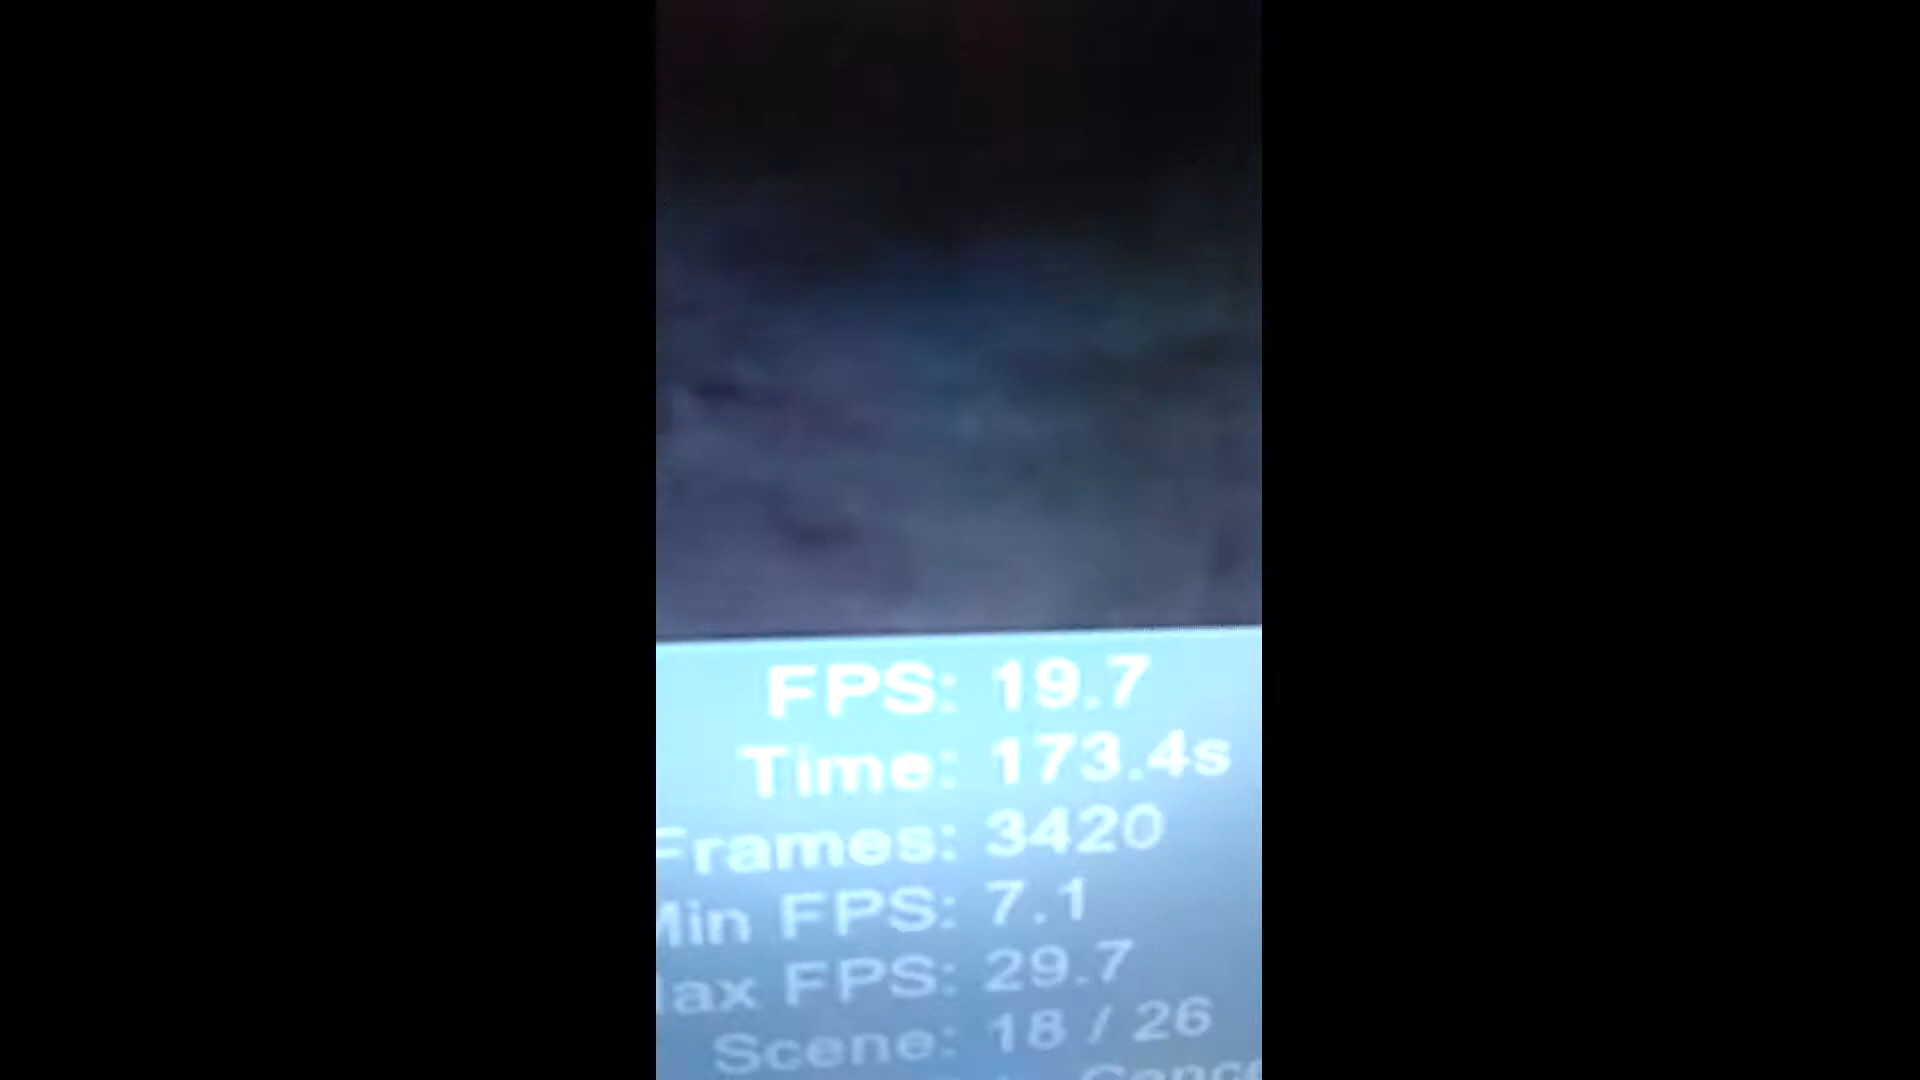 FPS: 19.7
Time: 173.4s
Frames: 3420
Min FPS: 7.1
Max FPS: 29.7
Scene: 18 / 26